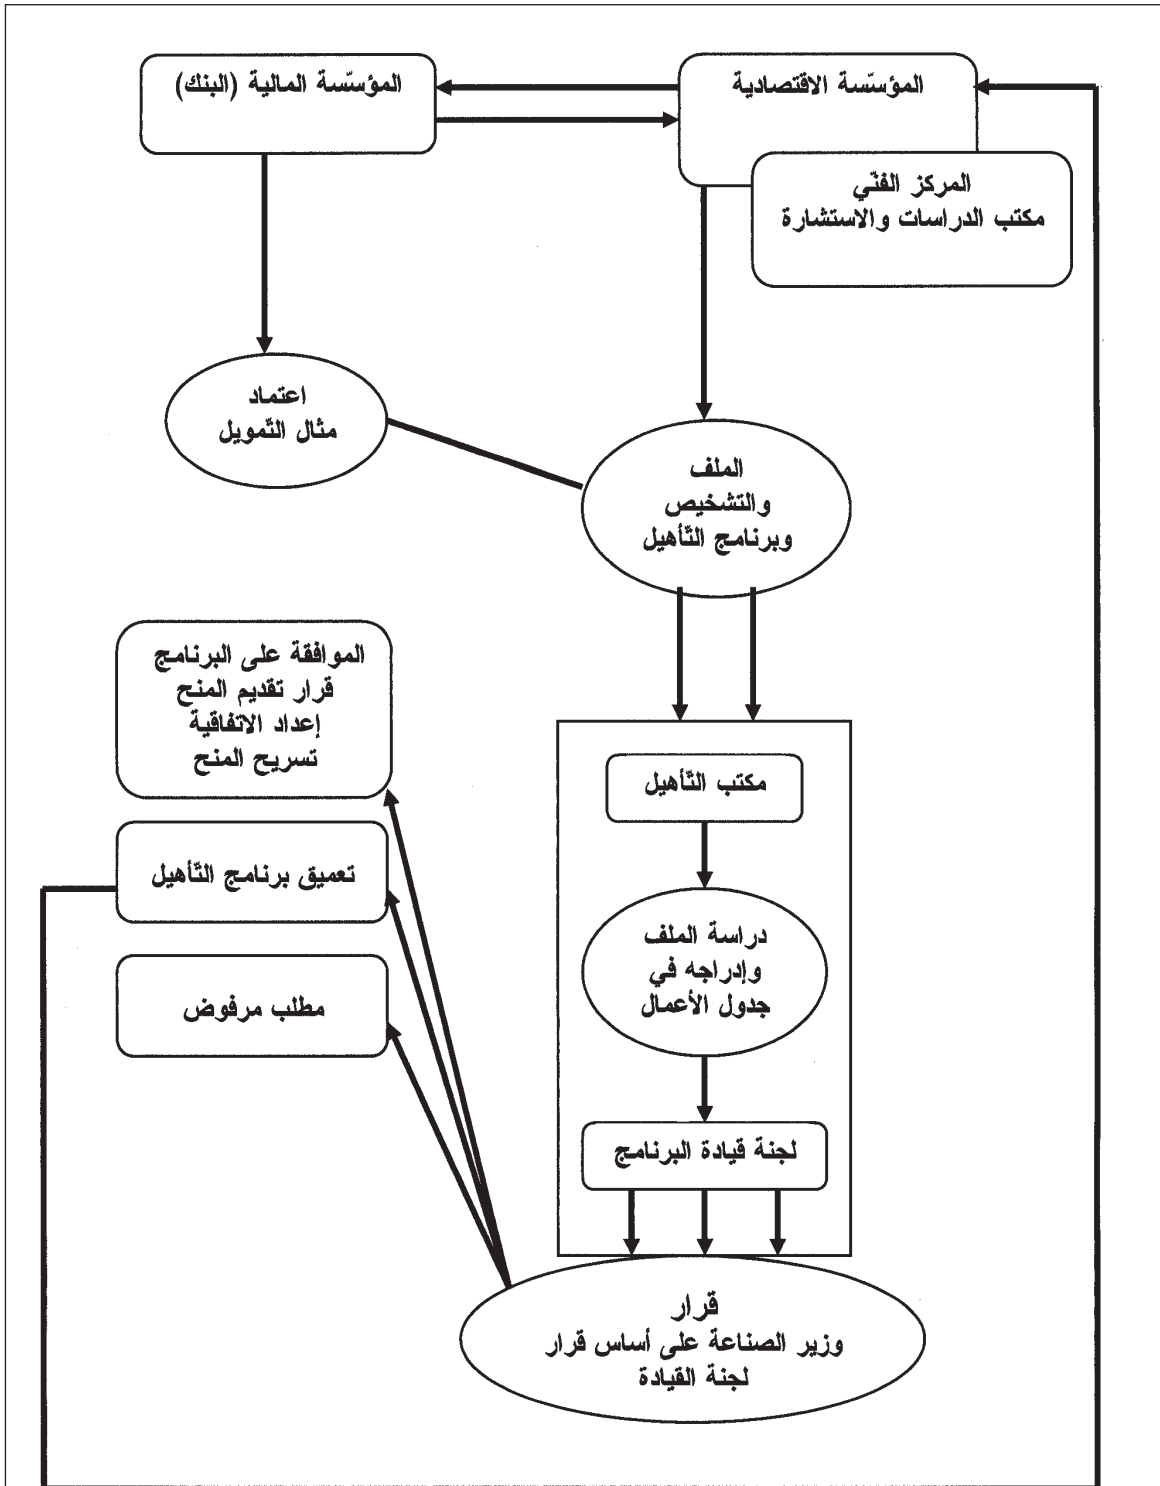 المؤسّسة الاقتصادية
المؤسّسة المالية (البنك)
المركز الفنّي
مكتب الدراسات والاستشارة
اعتماد
مثال التّمويل
الملف
والتشخيص
وبرنامج التّأهيل
الموافقة على البرنامج
قرار تقديم المنح
إعداد الاتفاقية
تسريح المنح
مكتب التّأهيل
تعميق برنامج التّأهيل
دراسة الملف
وإدراجه في
جدول الأعمال
مطلب مرفوض
لجنة قيادة البرنامج
قرار
وزير الصناعة على أساس قرار
لجنة القيادة